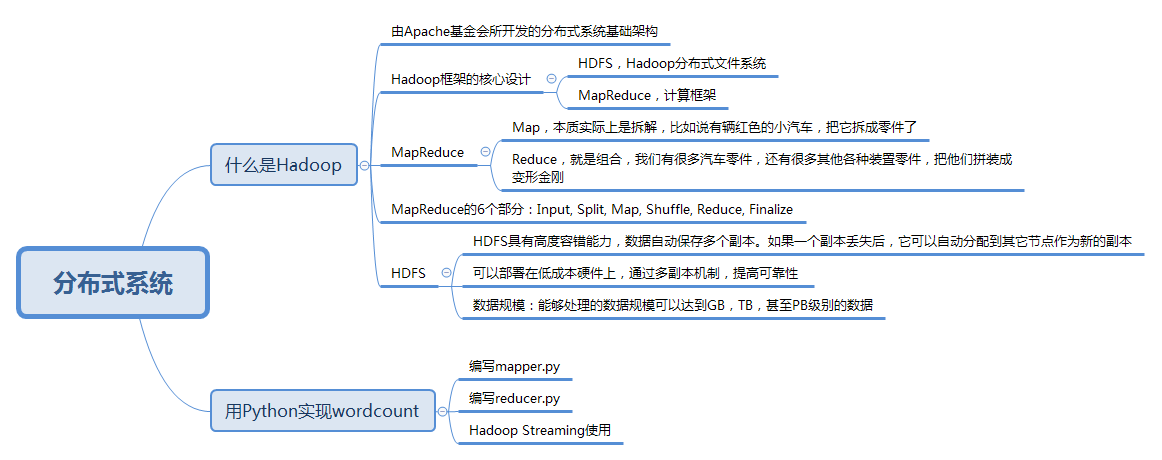 分布式系统
什么是Hadoop
由Apache基金会所开发的分布式系统基础架构
Hadoop框架的核心设计
HDFS，Hadoop分布式文件系统
MapReduce，计算框架
MapReduce
Map，本质实际上是拆解，比如说有辆红色的小汽车，把它拆成零件了
Reduce，就是组合，我们有很多汽车零件，还有很多其他各种装置零件，把他们拼装成
变形金刚
MapReduce的6个部分：Input, Split, Map, Shuffle, Reduce, Finalize
HDFS
HDFS具有高度容错能力，数据自动保存多个副本。如果一个副本丢失后，它可以自动分配到其它节点作为新的副本
可以部署在低成本硬件上，通过多副本机制，提高可靠性
数据规模：能够处理的数据规模可以达到GB，TB，甚至PB级别的数据
用Python实现wordcount
编写mapper.py
编写reducer.py
Hadoop Streaming使用